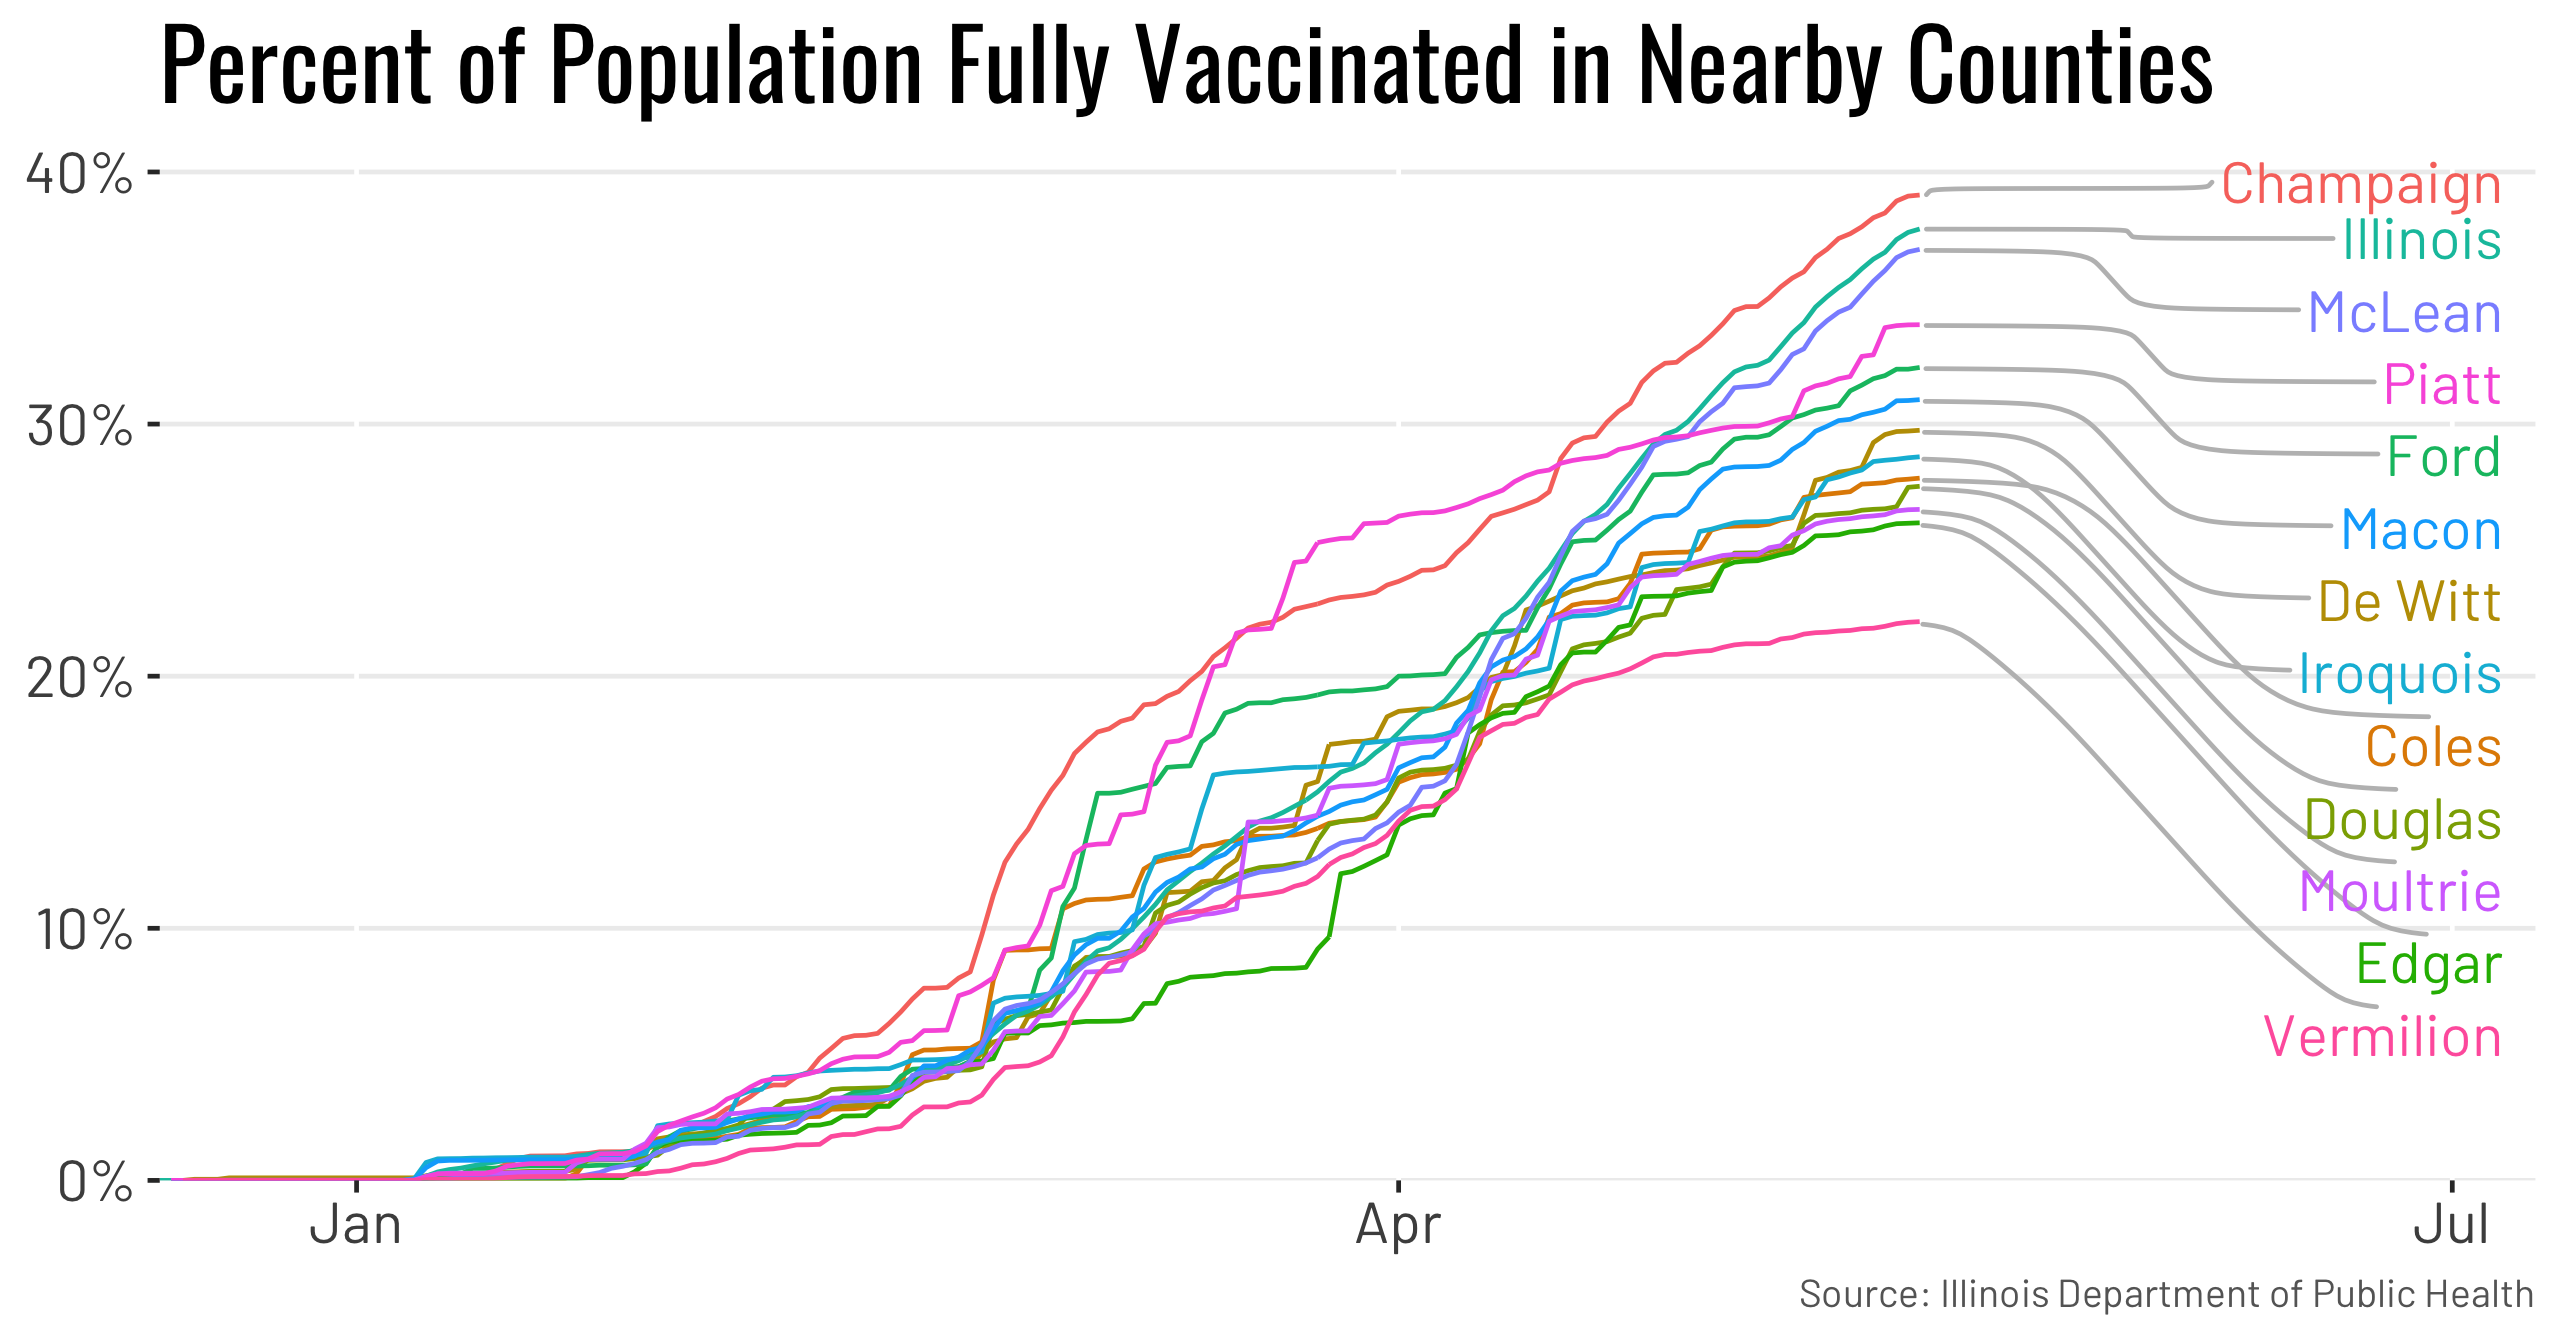 Percent of Population Fully Vaccinated in Nearby Counties
40%
30%
20%
10%
0%
Champaign
Illinois
McLean
Piatt
Ford
Macon
De Witt
Iroquois
Coles
Douglas
Moultrie
Edgar
Vermilion
Jan
Apr
Jul
Source: Illinois Department of Public Health